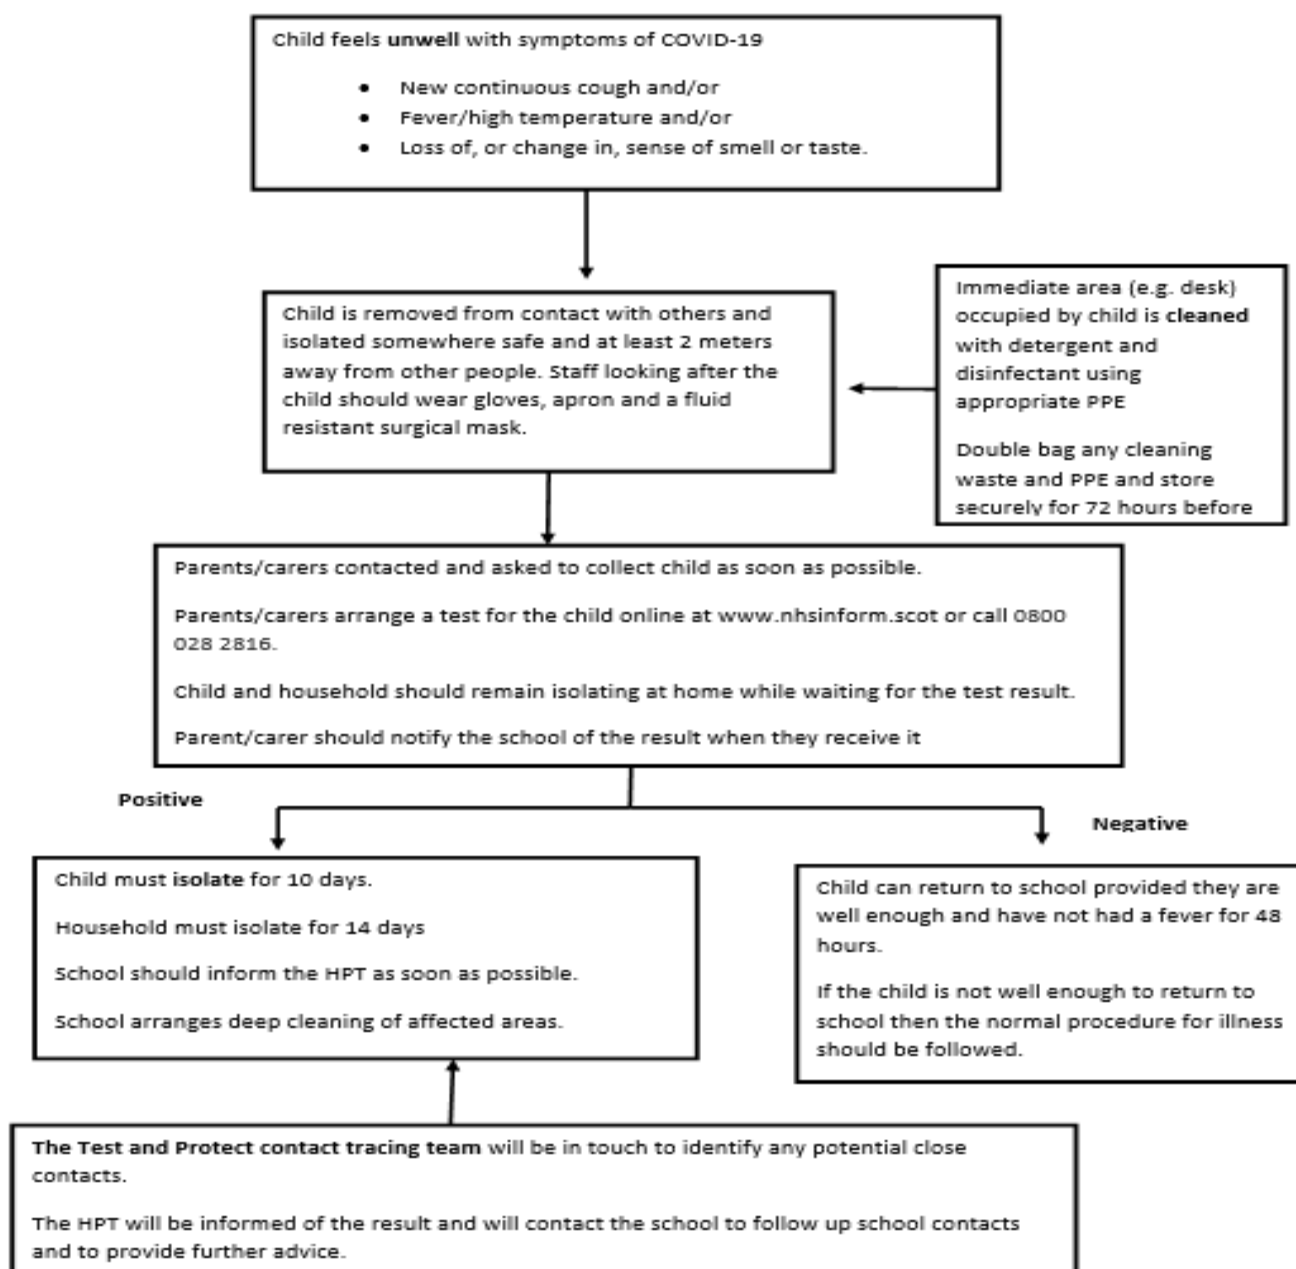 Child feels unwell with symptoms of COVID-19
• New continuous cough and/or
• Fever/high temperature and/or
• Loss of, or change in, sense of smell or taste.
Child is removed from contact with others and
isolated somewhere safe and at least 2 meters
away from other people. Staff looking after the
child should wear gloves, apron and a fluid
resistant surgical mask.
Immediate area (e.g. desk)
occupied by child is cleaned
with detergent and
disinfectant using
appropriate PPE
Double bag any cleaning
waste and PPE and store
securely for 72 hours before
Parents/carers contacted and asked to collect child as soon as possible.
Parents/carers arrange a test for the child online at www.nhsinform.scot or call 0800
028 2816.
Child and household should remain isolating at home while waiting for the test result.
Parent/carer should notify the school of the result when they receive it
Positive
Negative
Child must isolate for 10 days.
Household must isolate for 14 days
School should inform the HPT as soon as possible.
School arranges deep cleaning of affected areas.
Child can return to school provided they are
well enough and have not had a fever for 48
hours.
If the child is not well enough to return to
school then the normal procedure for illness
should be followed.
The Test and Protect contact tracing team will be in touch to identify any potential close
contacts.
The HPT will be informed of the result and will contact the school to follow up school contacts
and to provide further advice.